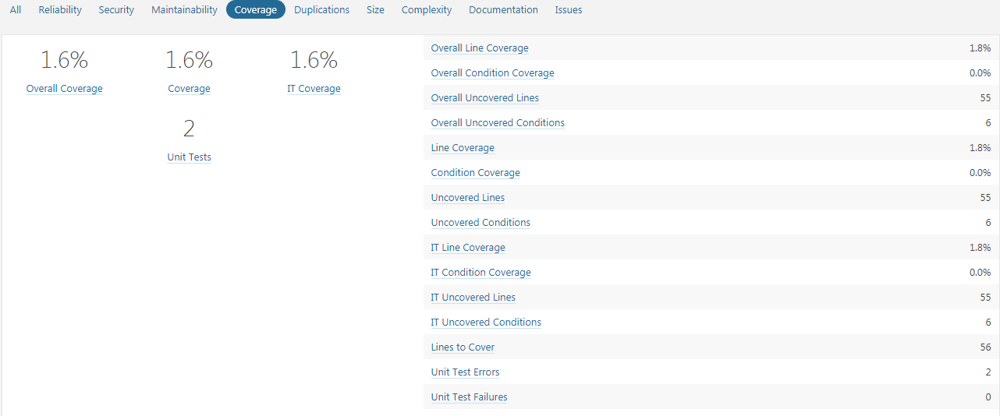 All Reliability Security Maintainability Coverage Duplications Size Complexity Documentation Issues
1.6% 1.6% 1.6%
Overall Coverage Coverage IT Coverage
2
Unit Tests
Overall Line Coverage 1.8%
Overall Condition Coverage 0.0%
Overall Uncovered Lines 55
Overall Uncovered Conditions 6
Line Coverage 1.8%
Condition Coverage 0.0%
Uncovered Lines 55
Uncovered Conditions 6
IT Line Coverage 1.8%
IT Condition Coverage 0.0%
IT Uncovered Lines 55
IT Uncovered Conditions 6
Lines to Cover 56
Unit Test Errors 2
Unit Test Failures 0